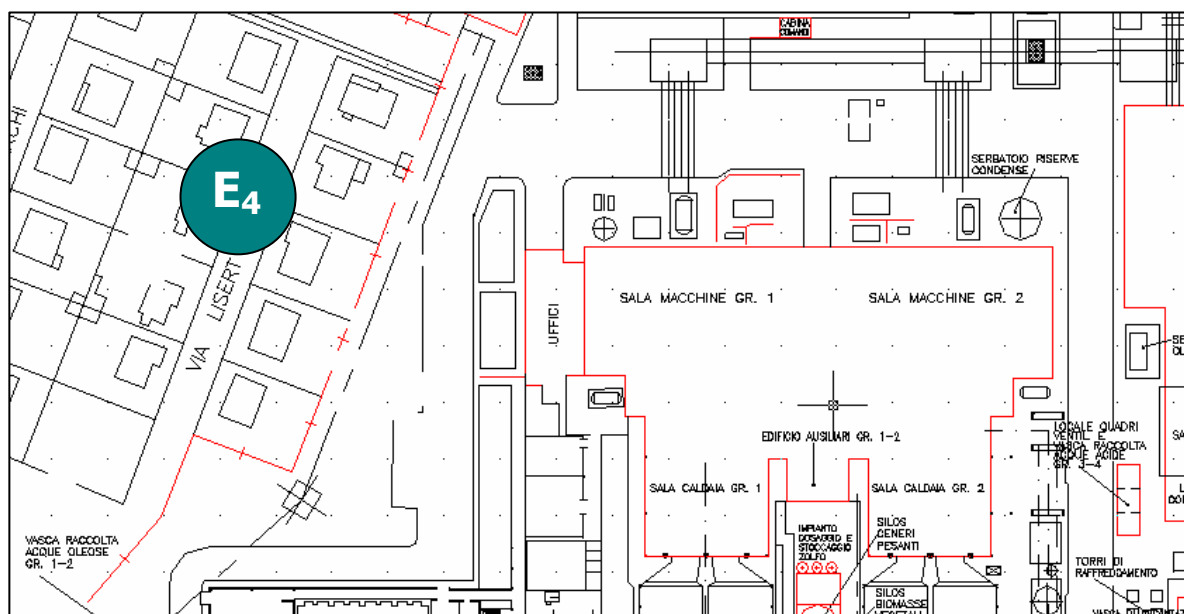 CABINA
COMANDI
E4
SERBATOIO RISERVE
CONDENSE
VIA LISERT
UFFICI
SALA MACCHINE GR. 1
SALA MACCHINE GR. 2
EDIFICIO AUSILIARI GR. 1-2
LOCALE QUADRI
VENTIL E
VASCA RACCOLTA
ACQUE ACIDE
GR. 3-4
SALA CALDAIA GR. 1
SALA CALDAIA GR. 2
IMPIANTO
DOSAGGIO E
STOCCAGGIO
ZOLFO
SILOS
CENERI
PESANTI
SILOS
BIOMASSE
VASCA RACCOLTA
ACQUE OLEOSE
GR. 1-2
TORRI DI
RAFFREDDAMENTO